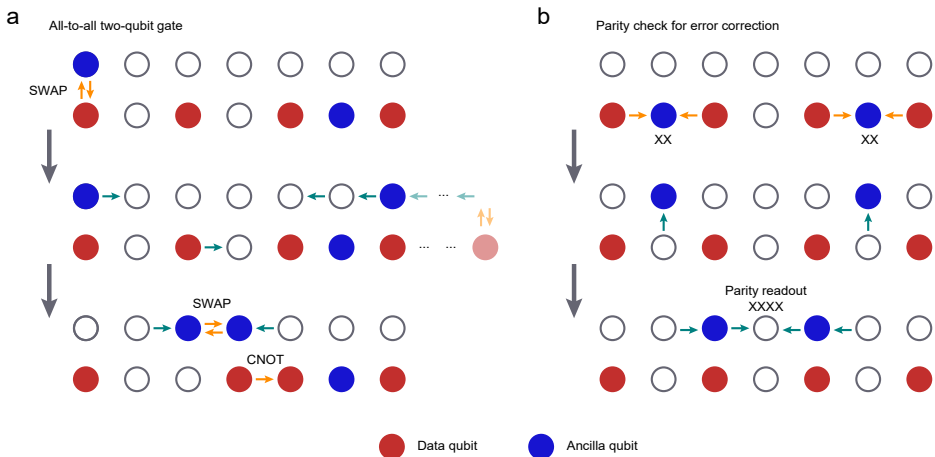 a
All-to-all two-qubit gate
SWAP
... ...
... ...
SWAP
CNOT
b
Parity check for error correction
XX XX
Parity readout
XXXX
Data qubit Ancilla qubit